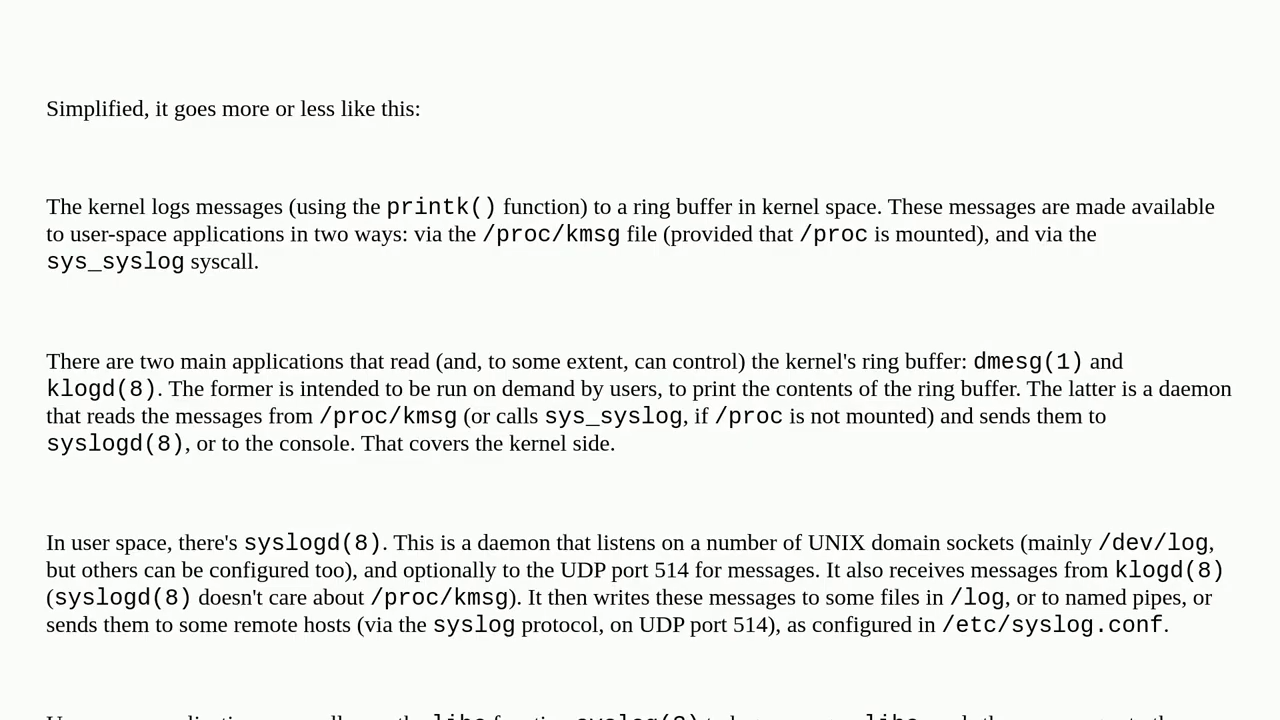 Simplified, it goes more or less like this:
The kernel logs messages (using the printk() function) to a ring buffer in kernel space. These messages are made available
to user-space applications in two ways: via the /proc/kmsg file (provided that /proc is mounted), and via the
sys_syslog syscall.
There are two main applications that read (and, to some extent, can control) the kernel's ring buffer: dmesg(1) and
klogd(8). The former is intended to be run on demand by users, to print the contents of the ring buffer. The latter is a daemon
that reads the messages from /proc/kmsg (or calls sys_syslog, if /proc is not mounted) and sends them to
syslogd(8), or to the console. That covers the kernel side.
In user space, there's syslogd(8). This is a daemon that listens on a number of UNIX domain sockets (mainly /dev/log,
but others can be configured too), and optionally to the UDP port 514 for messages. It also receives messages from klogd(8)
(syslogd(8) doesn't care about /proc/kmsg). It then writes these messages to some files in /log, or to named pipes, or
sends them to some remote hosts (via the syslog protocol, on UDP port 514), as configured in /etc/syslog.conf.